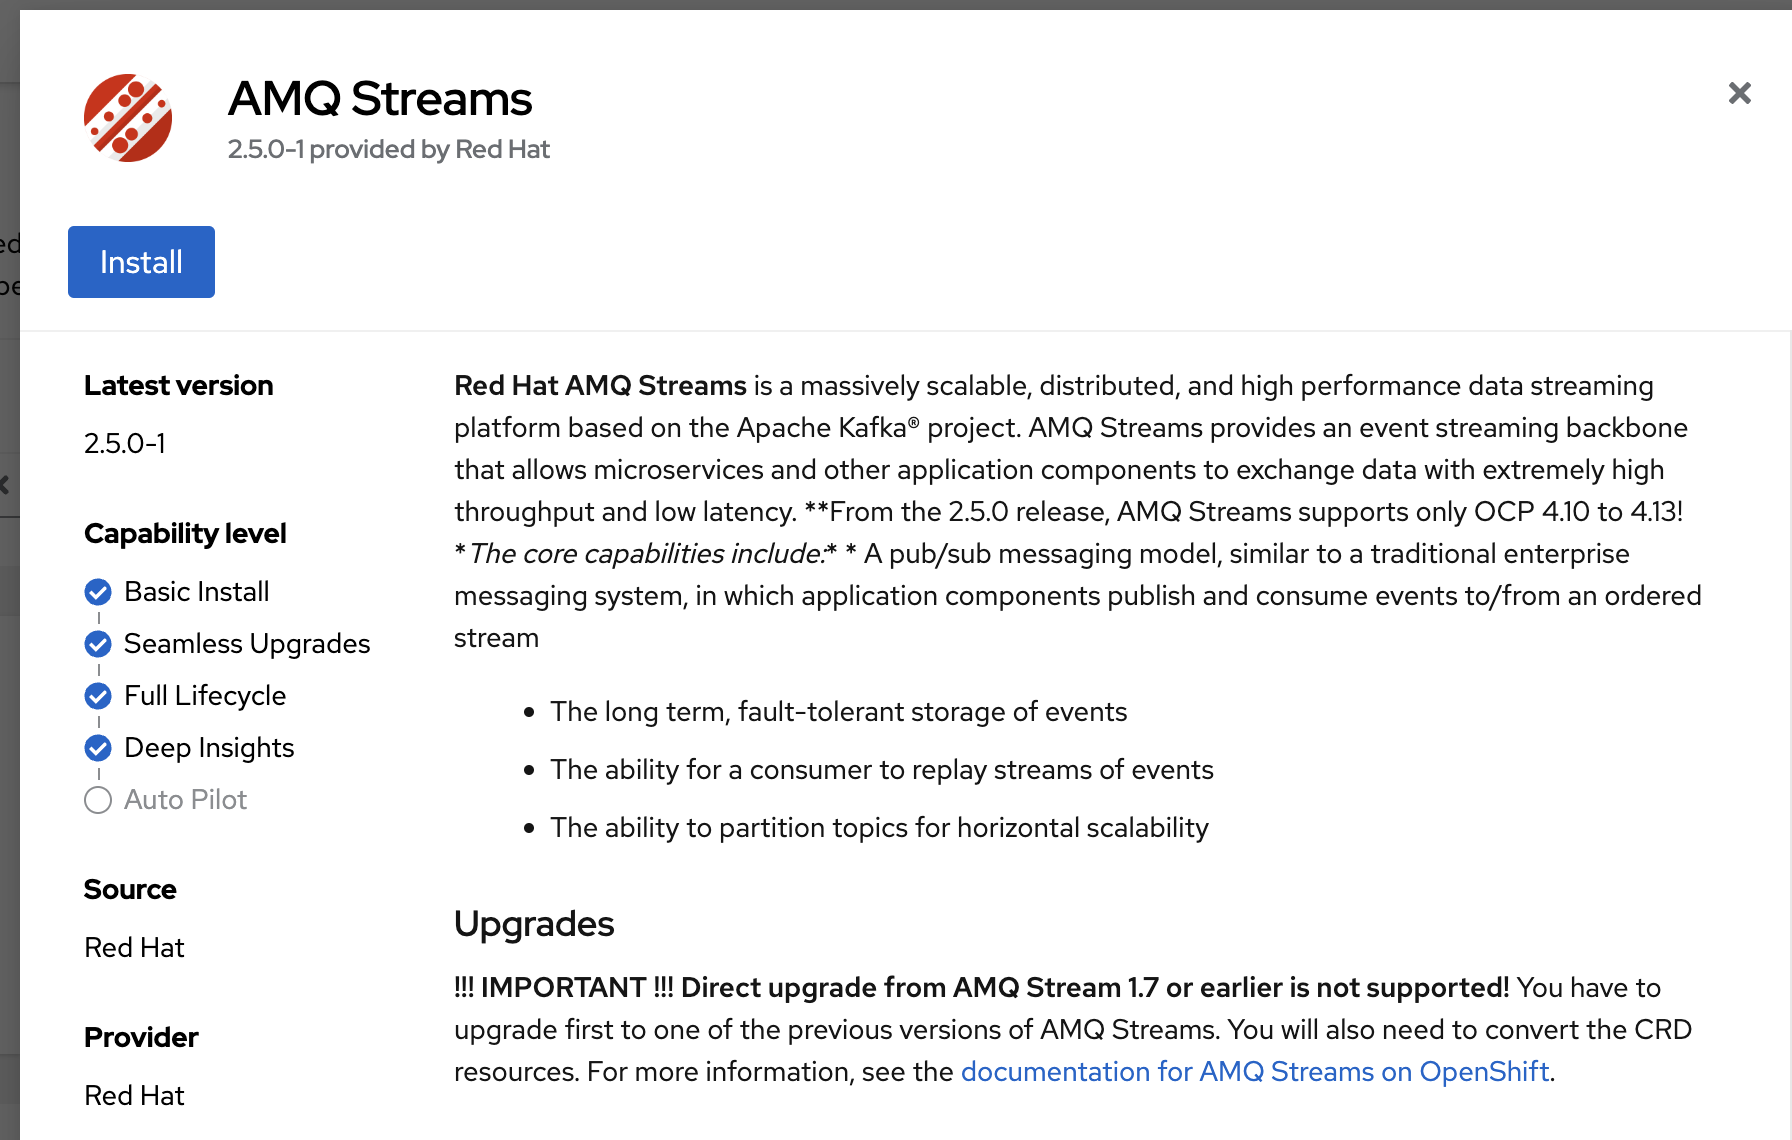 AMQ Streams
2.5.0-1 provided by Red Hat
Install
Latest version
2.5.0-1
Capability level
Basic Install
Seamless Upgrades
Full Lifecycle
Deep Insights
Auto Pilot
Source
Red Hat
Provider
Red Hat
Red Hat AMQ Streams is a massively scalable, distributed, and high performance data streaming
platform based on the Apache Kafka® project. AMQ Streams provides an event streaming backbone
that allows microservices and other application components to exchange data with extremely high
throughput and low latency. **From the 2.5.0 release, AMQ Streams supports only OCP 4.10 to 4.13!
*The core capabilities include:* * A pub/sub messaging model, similar to a traditional enterprise
messaging system, in which application components publish and consume events to/from an ordered
stream
• The long term, fault-tolerant storage of events
• The ability for a consumer to replay streams of events
• The ability to partition topics for horizontal scalability
Upgrades
!!! IMPORTANT !!! Direct upgrade from AMQ Stream 1.7 or earlier is not supported! You have to
upgrade first to one of the previous versions of AMQ Streams. You will also need to convert the CRD
resources. For more information, see the documentation for AMQ Streams on OpenShift.